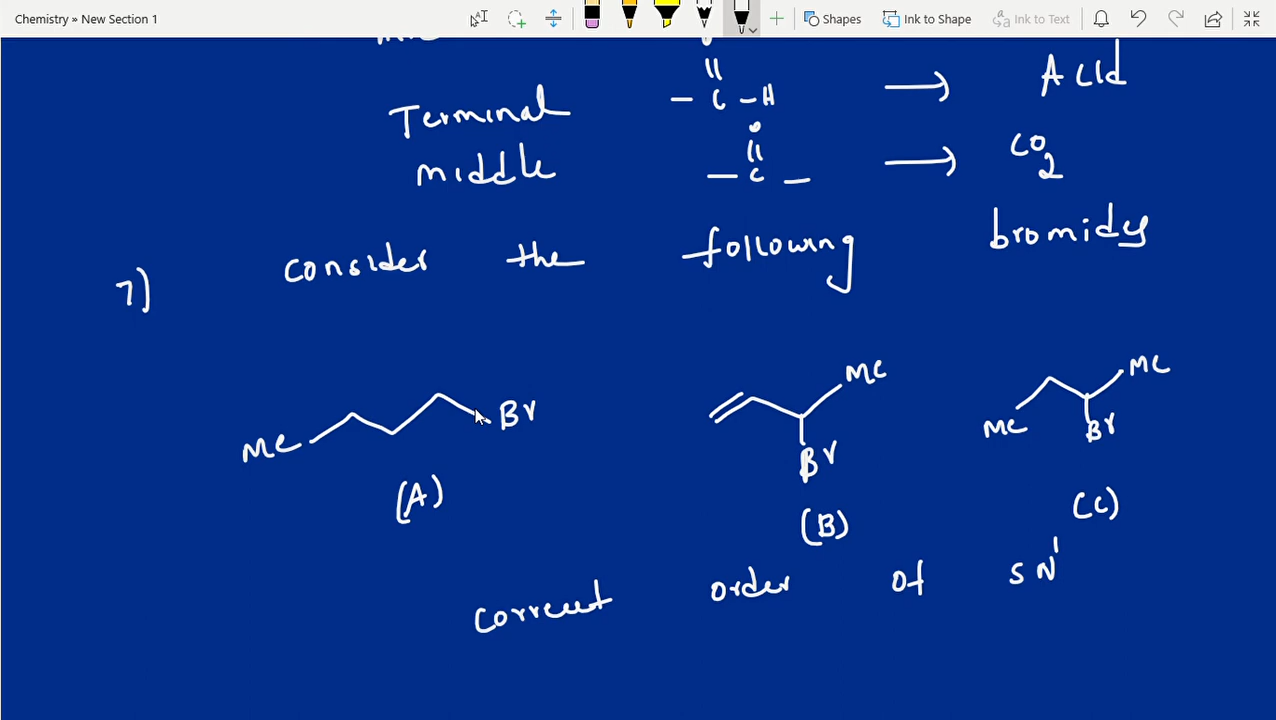 Chemistry » New Section 1
Shapes
Ink to Shape
Ink to Text
Terminal – C – H → Acid
middle – C – → CO2
7) consider the following bromides
Me Br
Me
Br
Me Me
Br
(A) (B) (C)
correct order of SN1